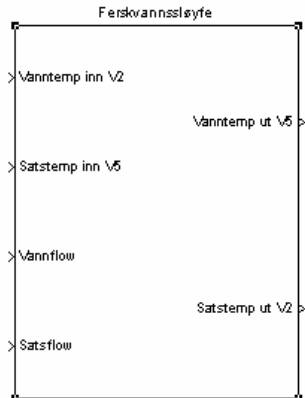 Ferskvannssløyfe
Vanntemp inn V2
Vanntemp ut V5
Satstemp inn V5
Vannflow
Satstemp ut V2
Satsflow